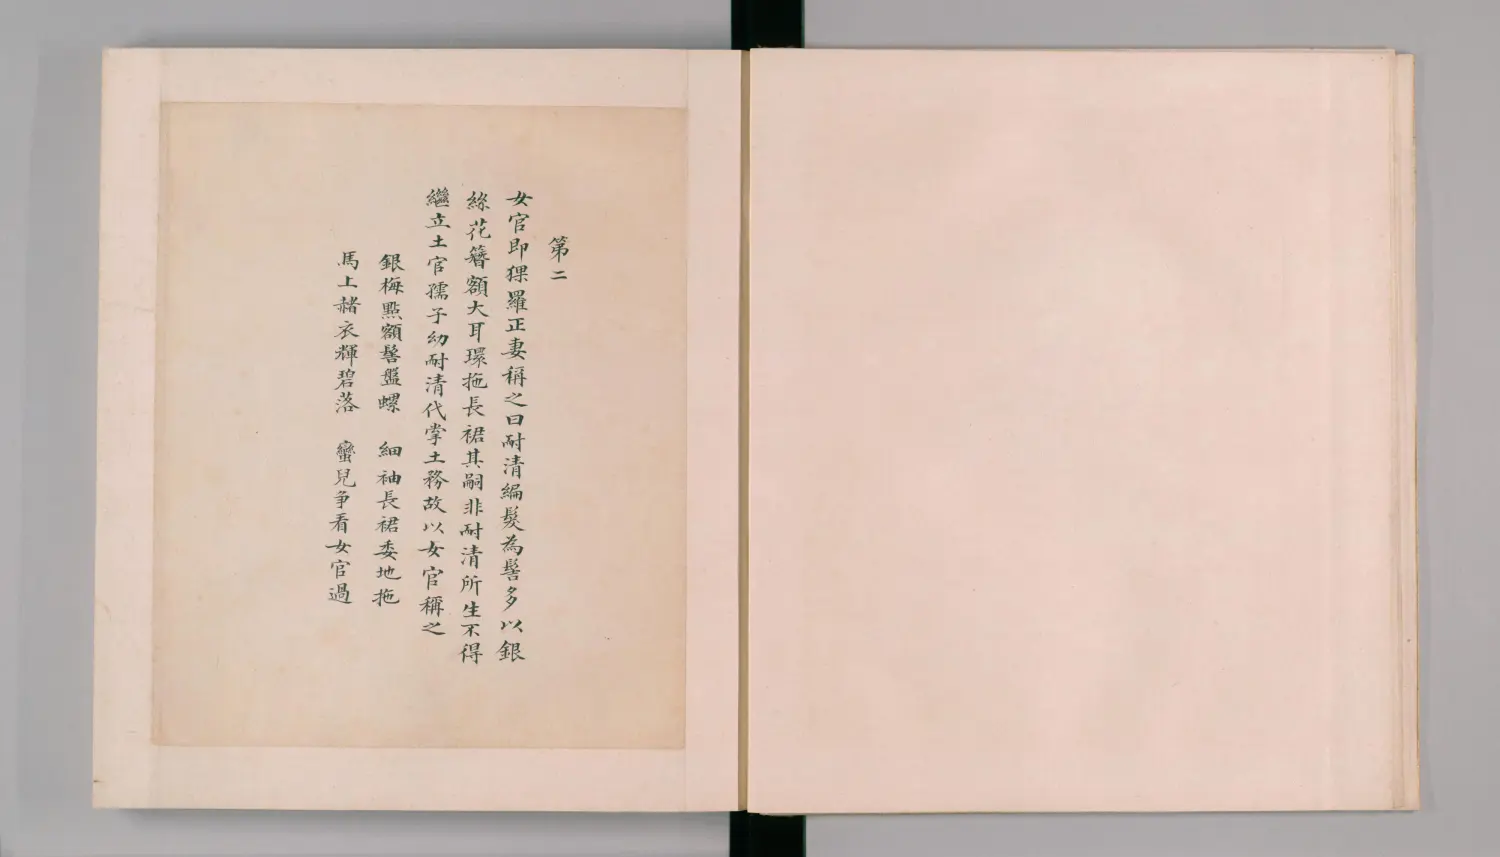 第二
女官即猓羅正妻稱之曰耐清編髮為髻多以銀
絲花簪額大耳環拖長裙其嗣非耐清所生不得
繼立土官孺子幼耐清代掌土務故以女官稱之
銀梅點額髻盤螺　細袖長裙委地拖
馬上赭衣輝碧落　蠻兒爭看女官過